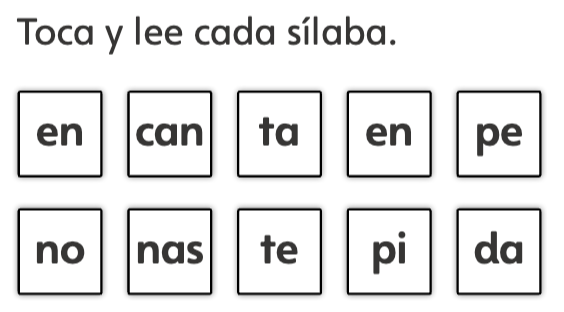 Toca y lee cada sílaba.
en can ta en pe
no nas te pi da